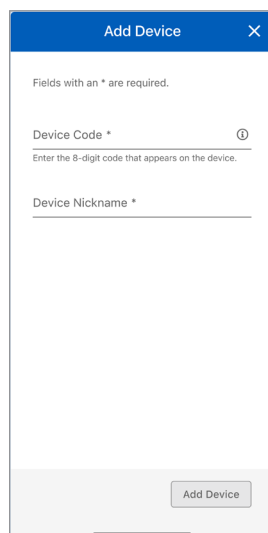 Add Device
Fields with an * are required.
Device Code *
Enter the 8-digit code that appears on the device.
Device Nickname *
Add Device